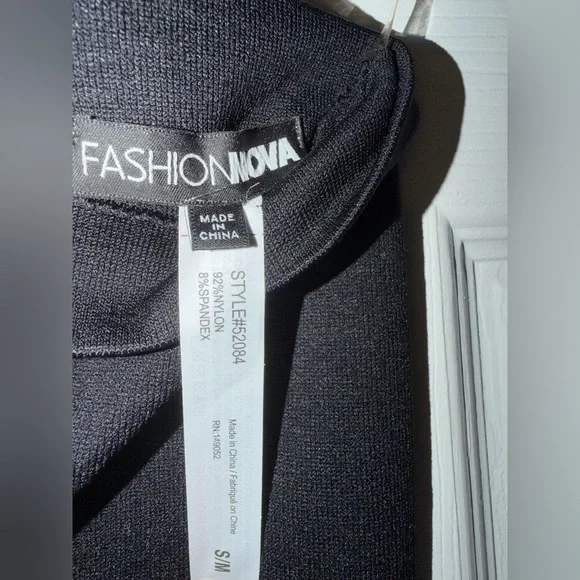 FASHIONNOVA
MADE
IN
CHINA
STYLE#52084
92%NYLON
8%SPANDEX
Made in China / Fabriqué en Chine
RN:149052
S/M